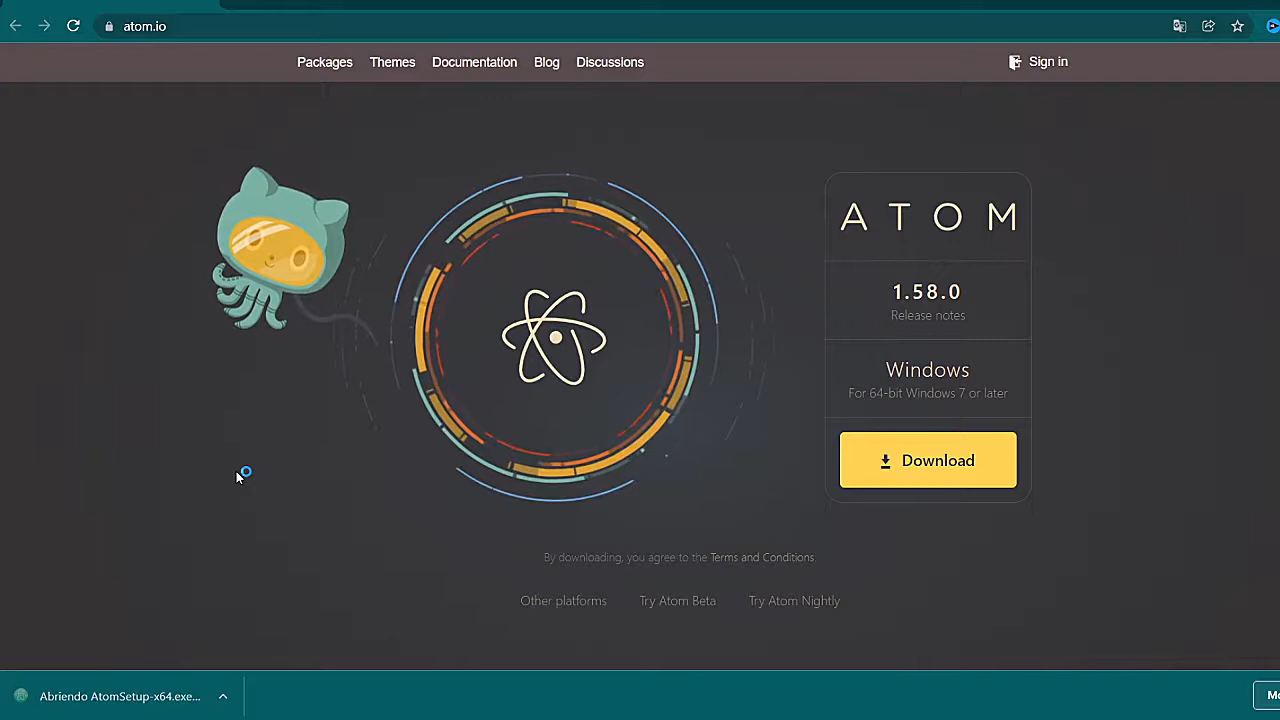 atom.io
Packages Themes Documentation Blog Discussions Sign in
ATOM
1.58.0
Release notes
Windows
For 64-bit Windows 7 or later
Download
By downloading, you agree to the Terms and Conditions.
Other platforms Try Atom Beta Try Atom Nightly
Abriendo AtomSetup-x64.exe...